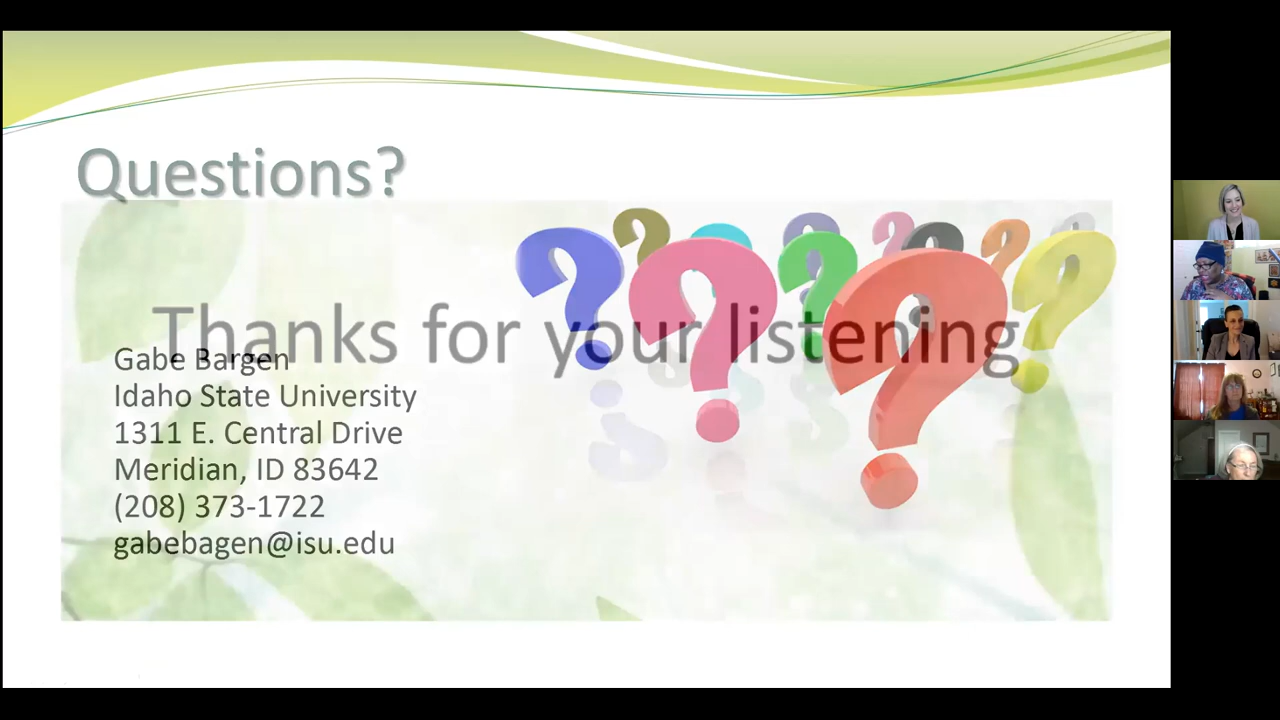 Questions?
Thanks for your listening
Gabe Bargen
Idaho State University
1311 E. Central Drive
Meridian, ID 83642
(208) 373-1722
gabebagen@isu.edu